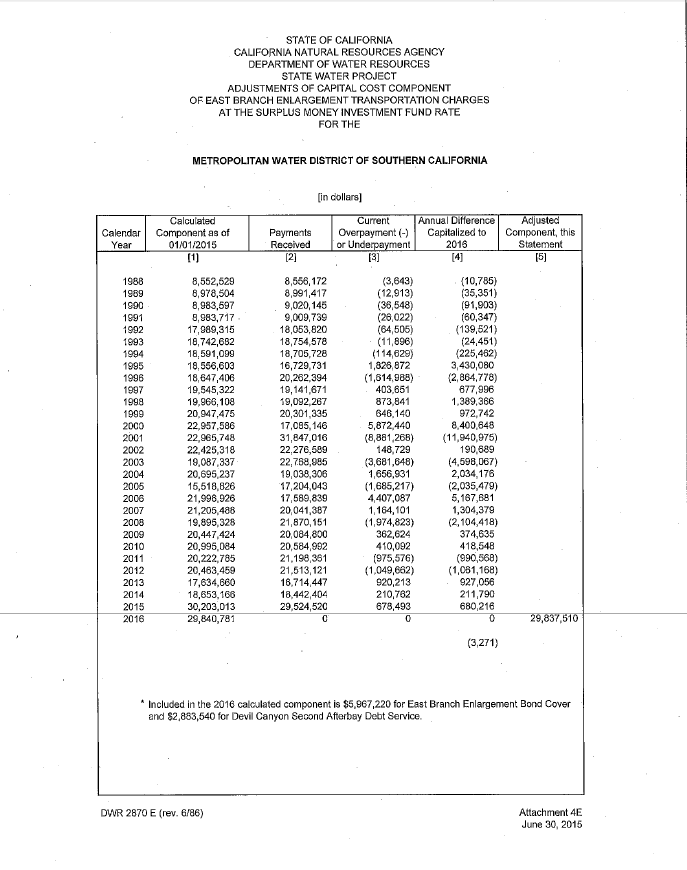 STATE OF CALIFORNIA
CALIFORNIA NATURAL RESOURCES AGENCY
DEPARTMENT OF WATER RESOURCES
STATE WATER PROJECT
ADJUSTMENTS OF CAPITAL COST COMPONENT
OF EAST BRANCH ENLARGEMENT TRANSPORTATION CHARGES
AT THE SURPLUS MONEY INVESTMENT FUND RATE
FOR THE
METROPOLITAN WATER DISTRICT OF SOUTHERN CALIFORNIA
[in dollars]
Calculated Current Annual Difference Adjusted
Calendar Component as of Payments Overpayment (-) Capitalized to Component, this
Year 01/01/2015 Received or Underpayment 2016 Statement
[1] [2] [3] [4] [5]
1988 8,552,529 8,556,172 (3,643) (10,785)
1989 8,978,504 8,991,417 (12,913) (35,351)
1990 8,983,597 9,020,145 (36,548) (91,903)
1991 8,983,717 9,009,739 (26,022) (60,347)
1992 17,989,315 18,053,820 (64,505) (139,521)
1993 18,742,682 18,754,578 (11,896) (24,451)
1994 18,591,099 18,705,728 (114,629) (225,462)
1995 18,556,603 16,729,731 1,826,872 3,430,080
1996 18,647,406 20,262,394 (1,614,988) (2,864,778)
1997 19,545,322 19,141,671 403,651 677,996
1998 19,966,108 19,092,267 873,841 1,389,366
1999 20,947,475 20,301,335 646,140 972,742
2000 22,957,586 17,085,146 5,872,440 8,400,648
2001 22,965,748 31,847,016 (8,881,268) (11,940,975)
2002 22,425,318 22,276,589 148,729 190,689
2003 19,087,337 22,768,985 (3,681,648) (4,598,067)
2004 20,695,237 19,038,306 1,656,931 2,034,176
2005 15,518,826 17,204,043 (1,685,217) (2,035,479)
2006 21,996,926 17,589,839 4,407,087 5,167,681
2007 21,205,488 20,041,387 1,164,101 1,304,379
2008 19,895,328 21,870,151 (1,974,823) (2,104,418)
2009 20,447,424 20,084,800 362,624 374,635
2010 20,995,084 20,584,992 410,092 418,548
2011 20,222,785 21,198,361 (975,576) (990,568)
2012 20,463,459 21,513,121 (1,049,662) (1,061,168)
2013 17,634,660 16,714,447 920,213 927,056
2014 18,653,166 18,442,404 210,762 211,790
2015 30,203,013 29,524,520 678,493 680,216
2016 29,840,781 0 0 0 29,837,510
(3,271)
* Included in the 2016 calculated component is $5,967,220 for East Branch Enlargement Bond Cover
and $2,883,540 for Devil Canyon Second Afterbay Debt Service.
DWR 2870 E (rev. 6/86) Attachment 4E
June 30, 2015